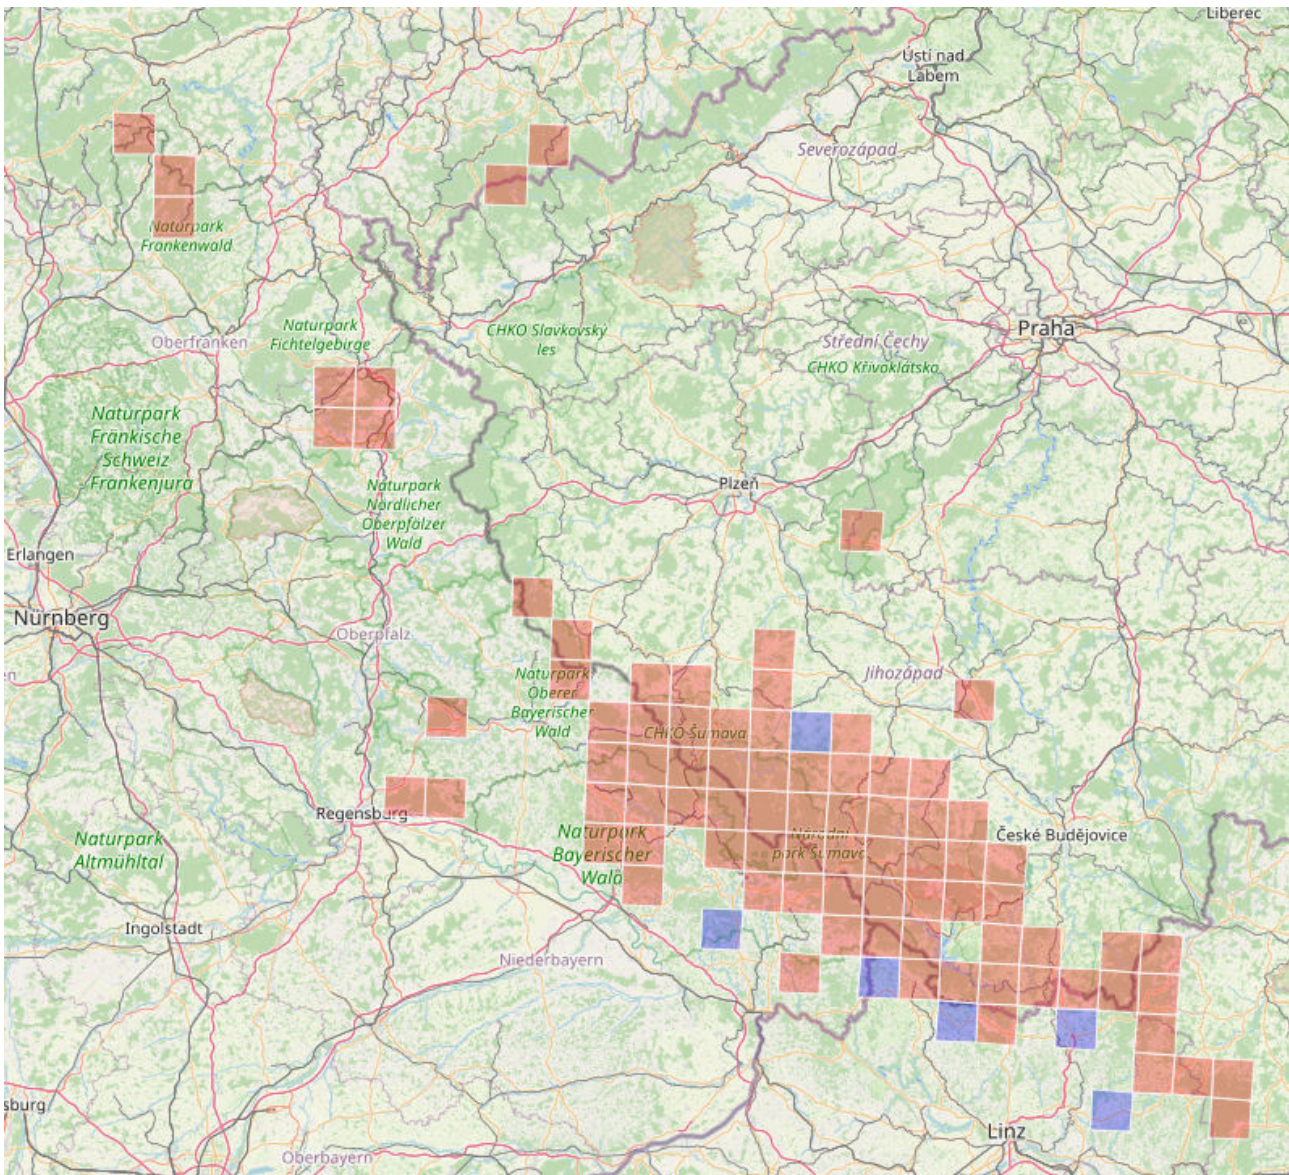 Liberec
Ústí nad
Labem
Severozápad
Naturpark
Frankenwald
Naturpark
Fichtelgebirge
Oberfranken
CHKO Slavkovský
les
Praha
Střední Čechy
CHKO Křivoklátsko
Naturpark
Fränkische
Schweiz
Frankenjura
Naturpark
Nördlicher
Oberpfälzer
Wald
Plzeň
Erlangen
Nürnberg
Oberpfalz
en
Naturpark
Oberer
Bayerischer
Wald
Jihozápad
CHKO Šumava
Regensburg
Naturpark
Altmühltal
Naturpark
Bayerischer
Wald
Národní
park Šumava
České Budějovice
Ingolstadt
Niederbayern
sburg
Linz
Oberbayern